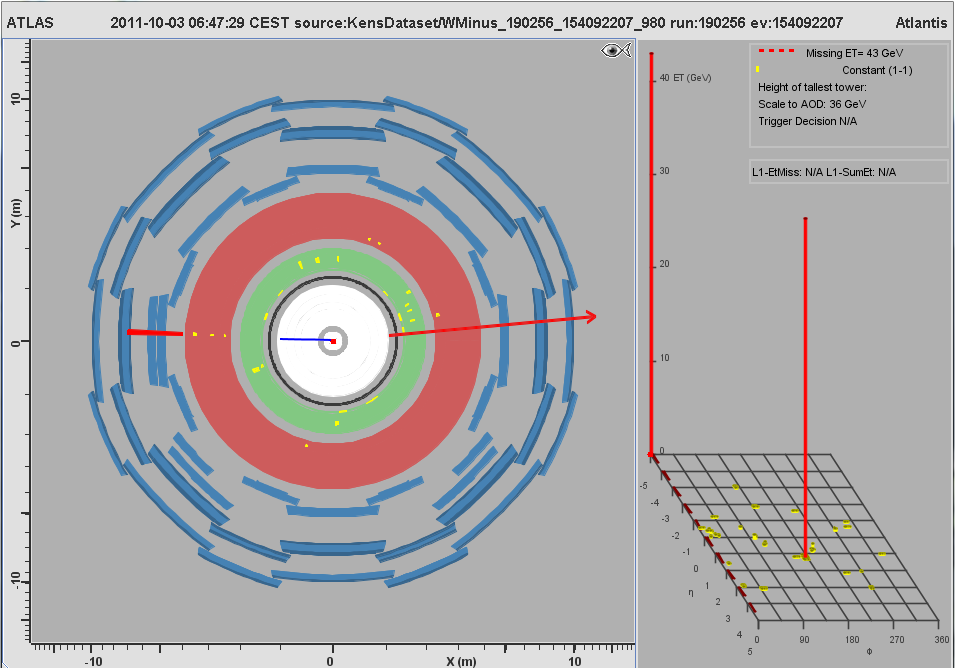 ATLAS 2011-10-03 06:47:29 CEST source:KensDataset/WMinus_190256_154092207_980 run:190256 ev:154092207 Atlantis
10
Y (m)
0
-10
-10 0 X (m) 10
Missing ET= 43 GeV
Constant (1-1)
Height of tallest tower:
Scale to AOD: 36 GeV
Trigger Decision N/A
L1-EtMiss: N/A L1-SumEt: N/A
40 ET (GeV)
30
20
10
0
-5
-4
-3
-2
-1
0
η 1
2
3
4
5
0 90 180 270 360
Φ